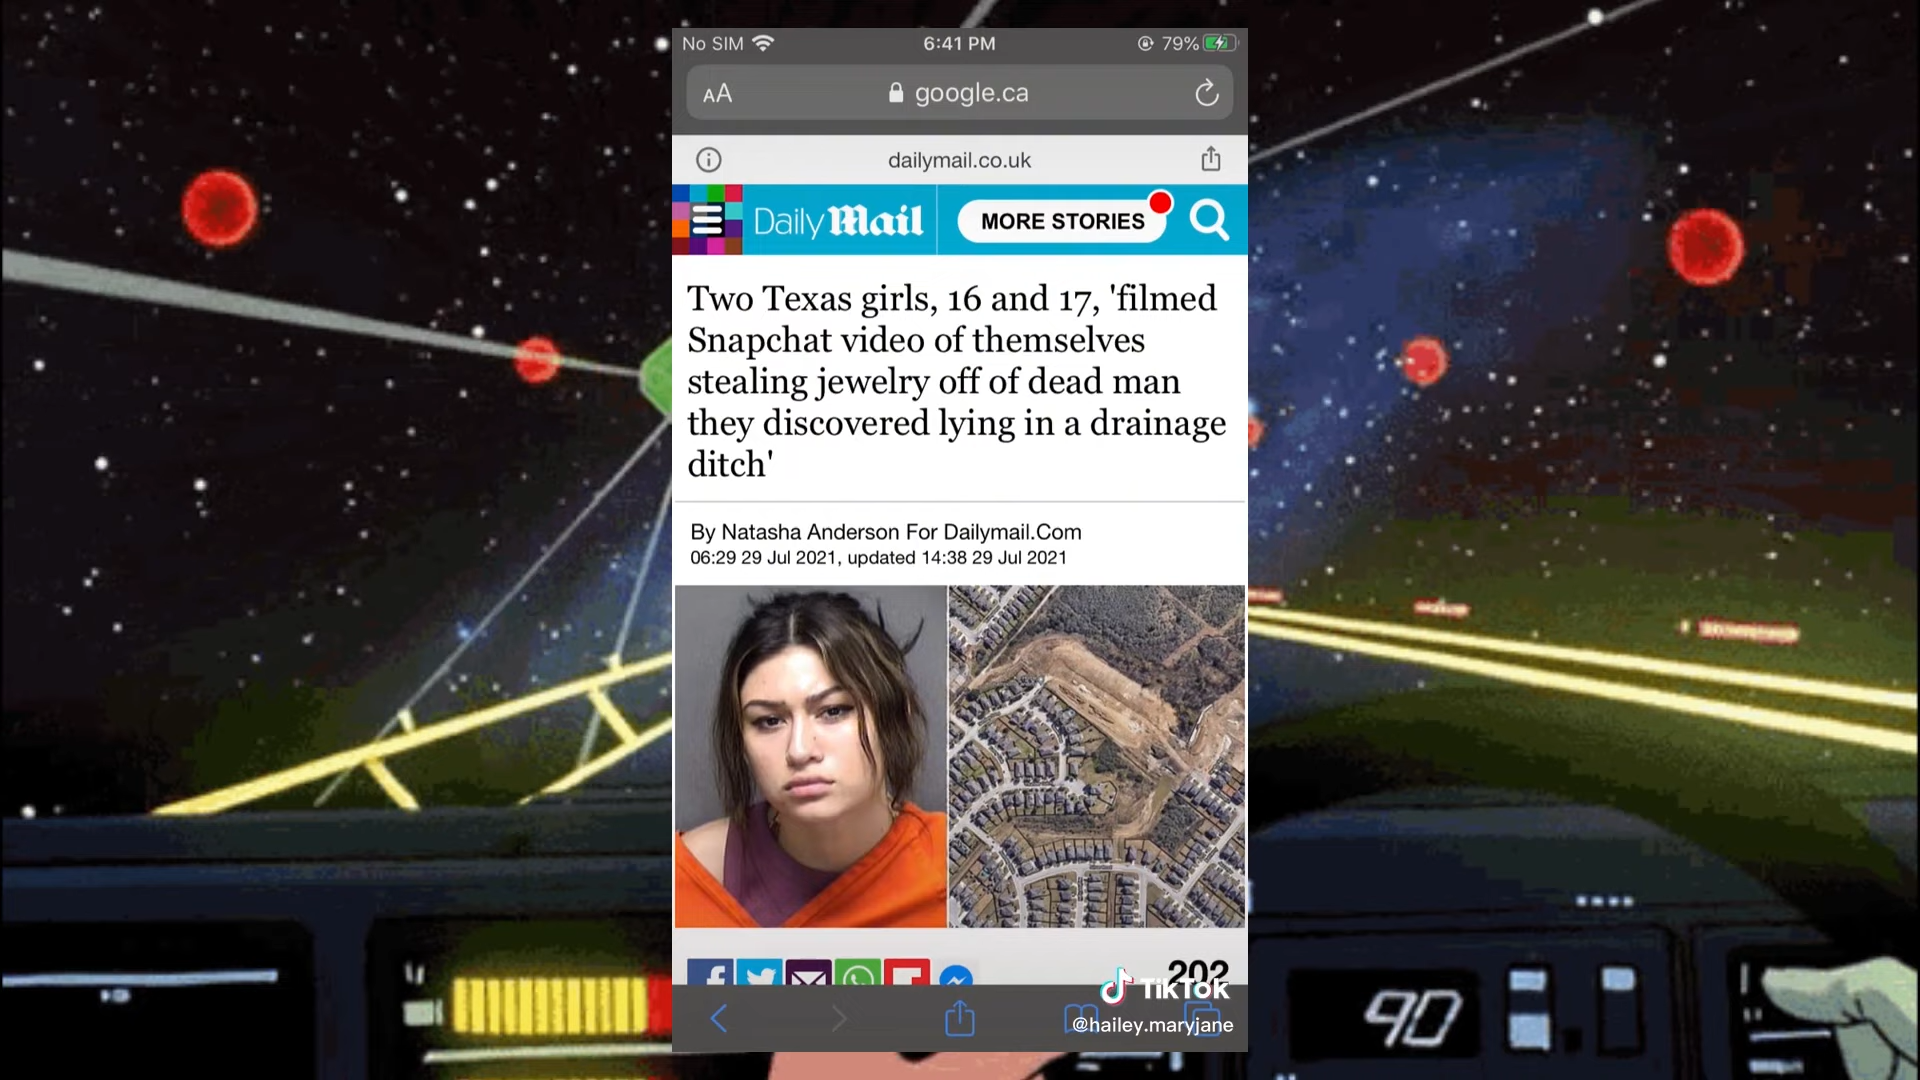 No SIM 6:41 PM 79%
AA google.ca
dailymail.co.uk
Daily Mail MORE STORIES
Two Texas girls, 16 and 17, 'filmed
Snapchat video of themselves
stealing jewelry off of dead man
they discovered lying in a drainage
ditch'
By Natasha Anderson For Dailymail.Com
06:29 29 Jul 2021, updated 14:38 29 Jul 2021
202
TikTok
@hailey.maryjane
90